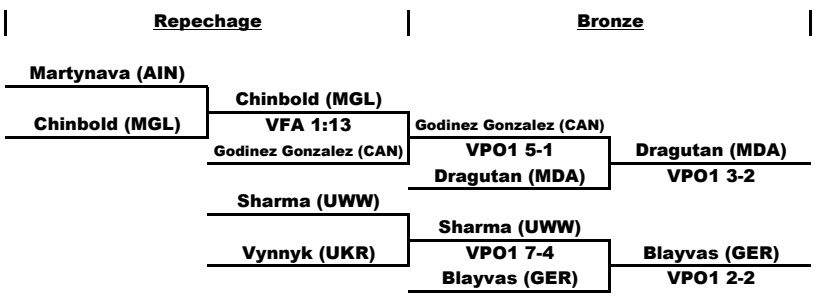 Repechage
Bronze
Martynava (AIN)
Chinbold (MGL)
Chinbold (MGL)
VFA 1:13
Godinez Gonzalez (CAN)
Godinez Gonzalez (CAN)
VPO1 5-1
Dragutan (MDA)
Dragutan (MDA)
VPO1 3-2
Sharma (UWW)
Vynnyk (UKR)
Sharma (UWW)
VPO1 7-4
Blayvas (GER)
Blayvas (GER)
VPO1 2-2